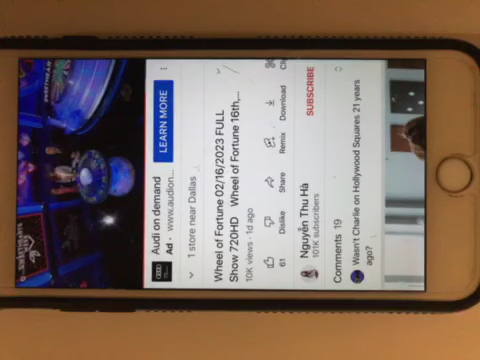 Audi on demand
Ad · www.audion...
LEARN MORE
1 store near Dallas
Wheel of Fortune 02/16/2023 FULL
Show 720HD Wheel of Fortune 16th,...
10K views · 1d ago
61
Dislike
Share
Remix
Download
Cli
Nguyễn Thu Hà
101K subscribers
SUBSCRIBE
Comments 19
Wasn't Charlie on Hollywood Squares 21 years
ago?